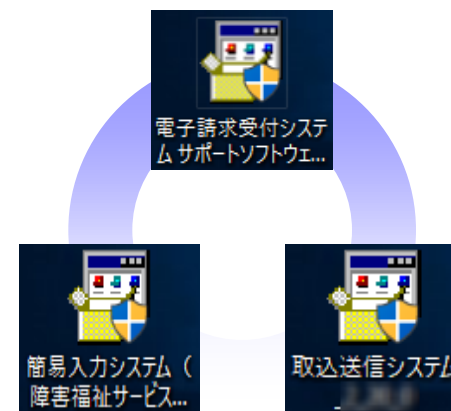 電子請求受付システ
ム サポートソフトウェ...
簡易入力システム（
障害福祉サービス...
取込送信システム